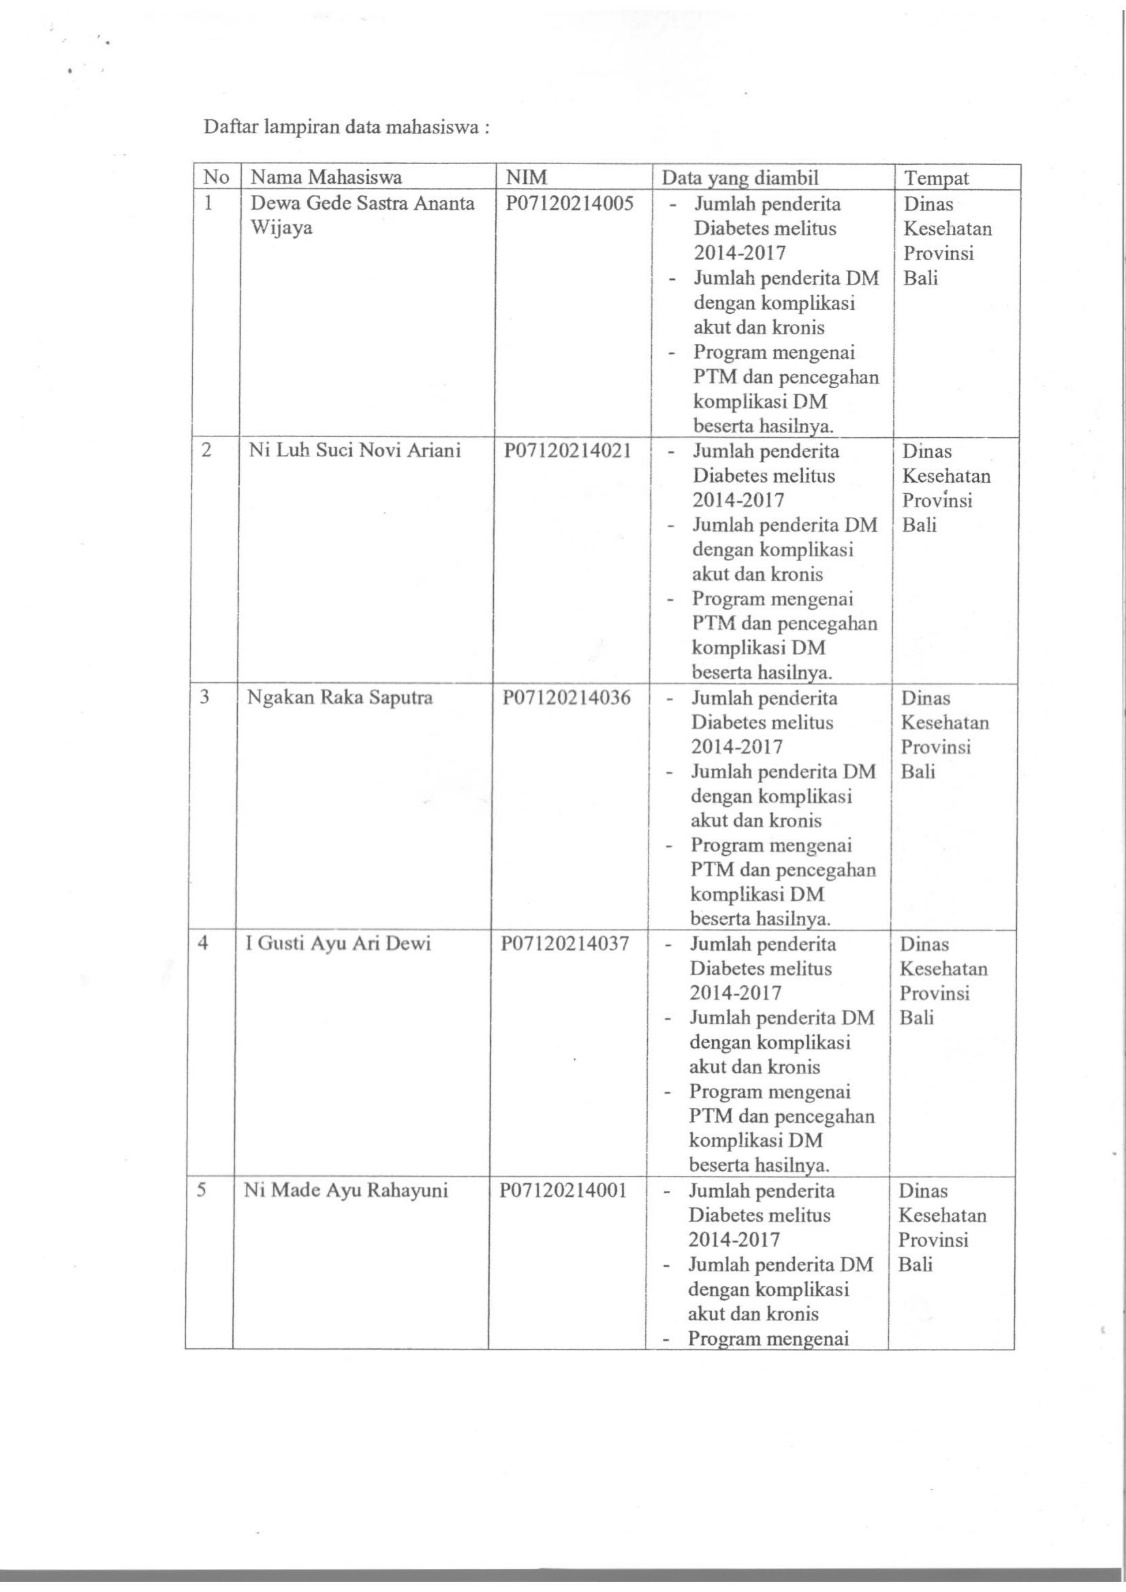 Daftar lampiran data mahasiswa :
No Nama Mahasiswa NIM Data yang diambil Tempat
1 Dewa Gede Sastra Ananta P07120214005 - Jumlah penderita Dinas
Wijaya Diabetes melitus Kesehatan
2014-2017 Provinsi
- Jumlah penderita DM Bali
dengan komplikasi
akut dan kronis
- Program mengenai
PTM dan pencegahan
komplikasi DM
beserta hasilnya.
2 Ni Luh Suci Novi Ariani P07120214021 - Jumlah penderita Dinas
Diabetes melitus Kesehatan
2014-2017 Provinsi
- Jumlah penderita DM Bali
dengan komplikasi
akut dan kronis
- Program mengenai
PTM dan pencegahan
komplikasi DM
beserta hasilnya.
3 Ngakan Raka Saputra P07120214036 - Jumlah penderita Dinas
Diabetes melitus Kesehatan
2014-2017 Provinsi
- Jumlah penderita DM Bali
dengan komplikasi
akut dan kronis
- Program mengenai
PTM dan pencegahan
komplikasi DM
beserta hasilnya.
4 I Gusti Ayu Ari Dewi P07120214037 - Jumlah penderita Dinas
Diabetes melitus Kesehatan
2014-2017 Provinsi
- Jumlah penderita DM Bali
dengan komplikasi
akut dan kronis
- Program mengenai
PTM dan pencegahan
komplikasi DM
beserta hasilnya.
5 Ni Made Ayu Rahayuni P07120214001 - Jumlah penderita Dinas
Diabetes melitus Kesehatan
2014-2017 Provinsi
- Jumlah penderita DM Bali
dengan komplikasi
akut dan kronis
- Program mengenai